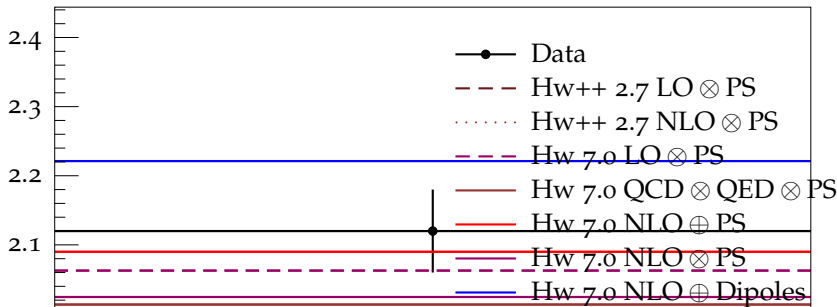 2.4
2.3
2.2
2.1
Data
Hw++ 2.7 LO ⊗ PS
Hw++ 2.7 NLO ⊗ PS
Hw 7.0 LO ⊗ PS
Hw 7.0 QCD ⊗ QED ⊗ PS
Hw 7.0 NLO ⊕ PS
Hw 7.0 NLO ⊗ PS
Hw 7.0 NLO ⊕ Dipoles